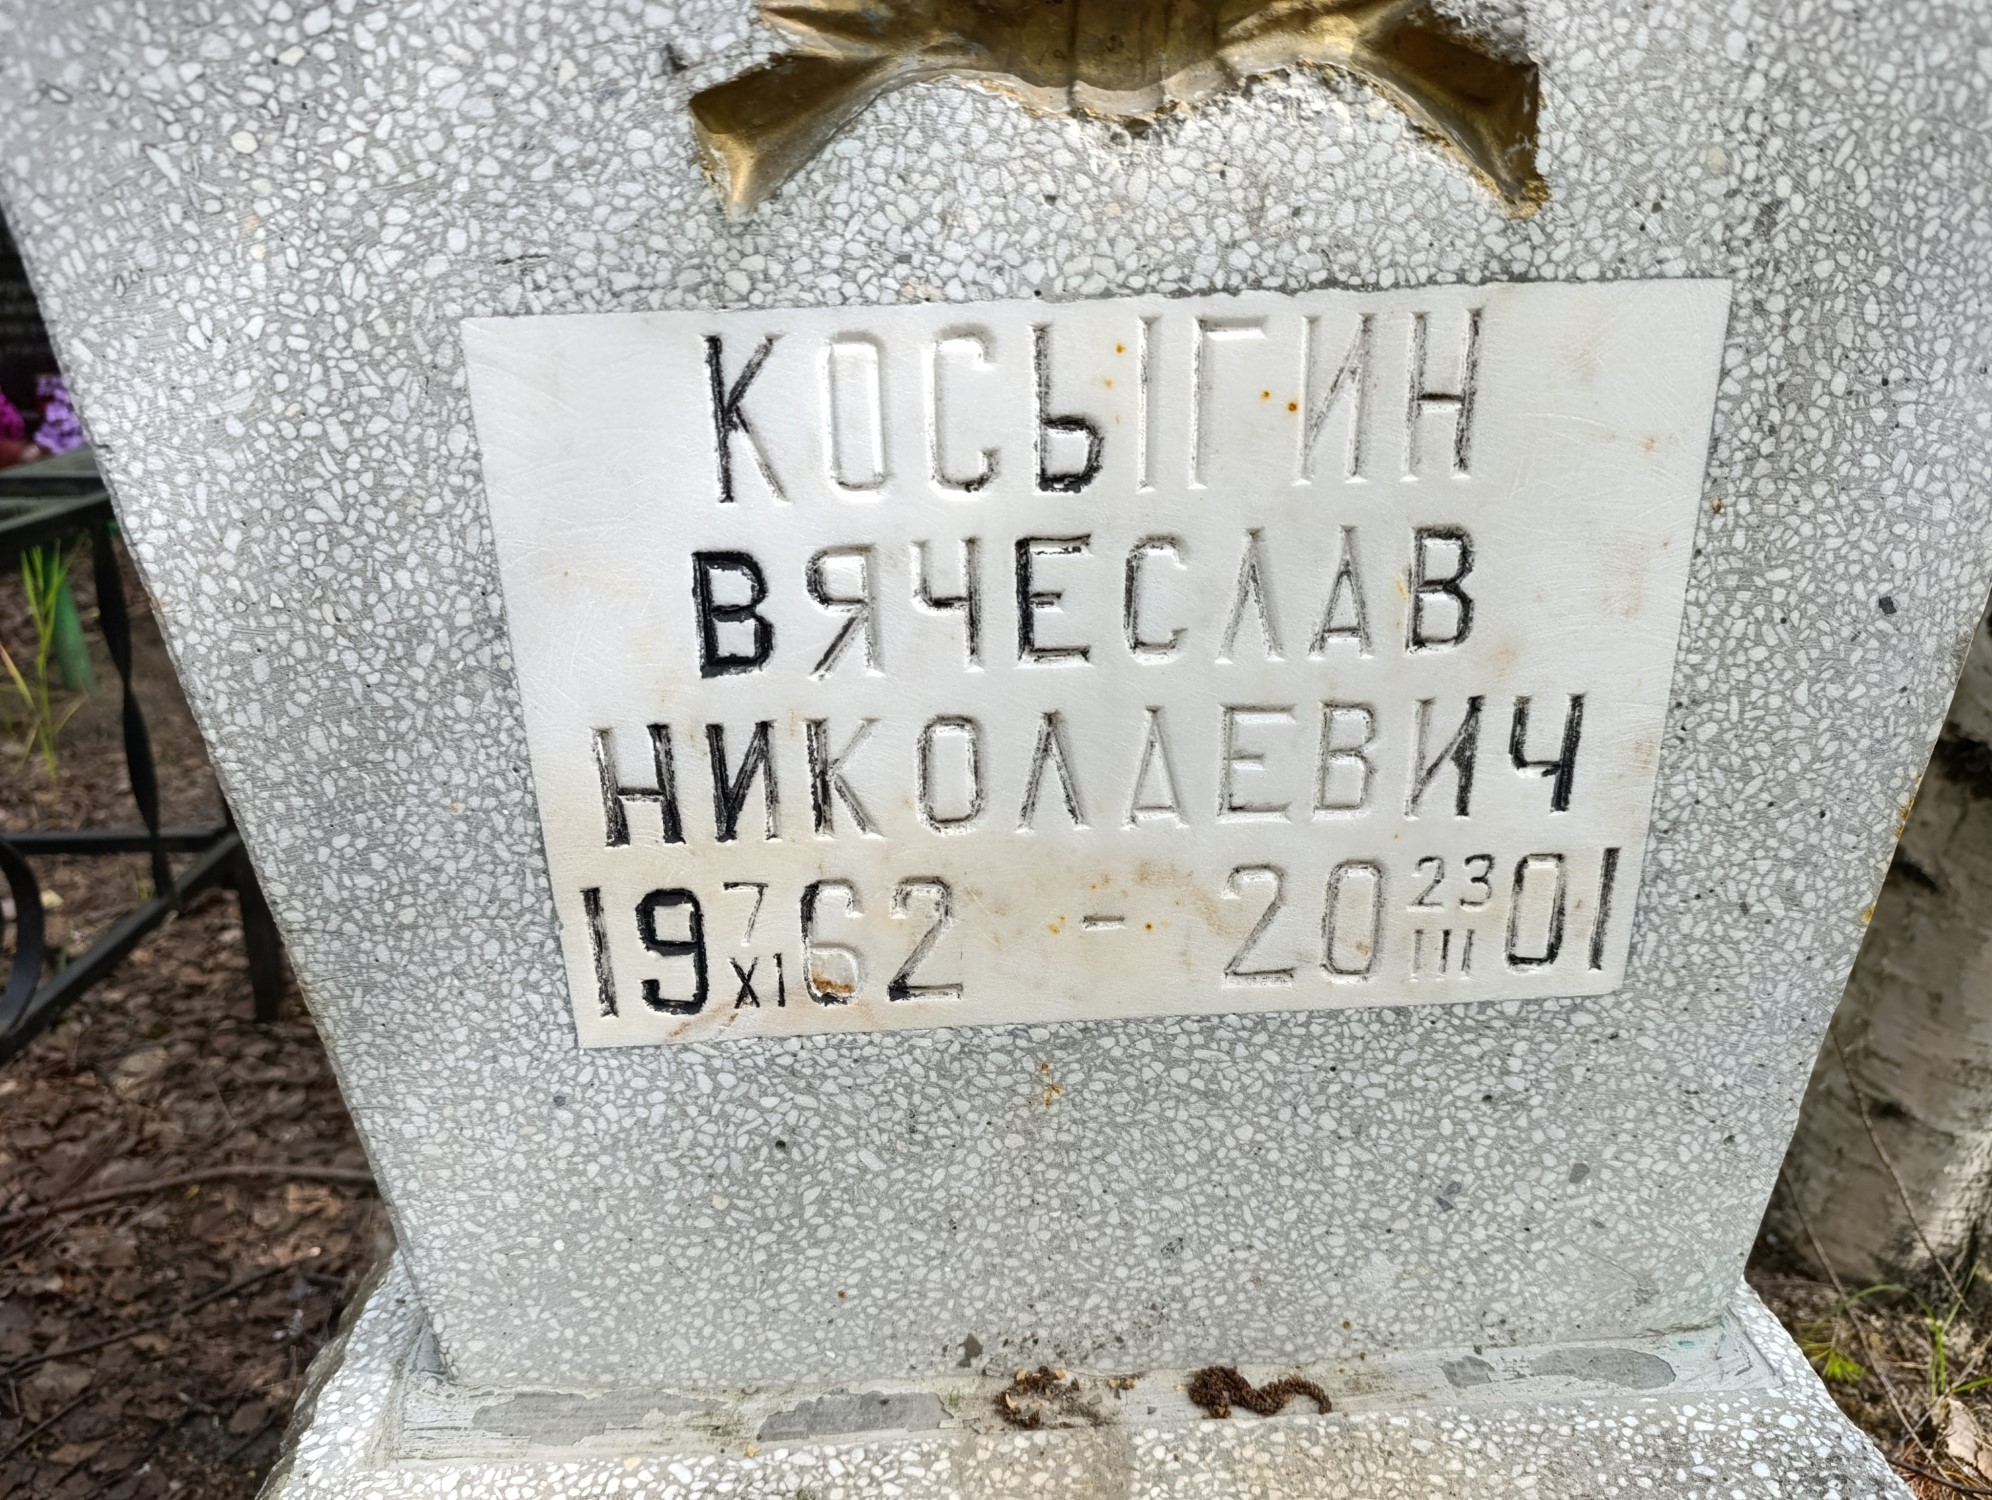 КОСЫГИН
ВЯЧЕСЛАВ
НИКОЛАЕВИЧ
19 7/XI 62 - 20 23/III 01